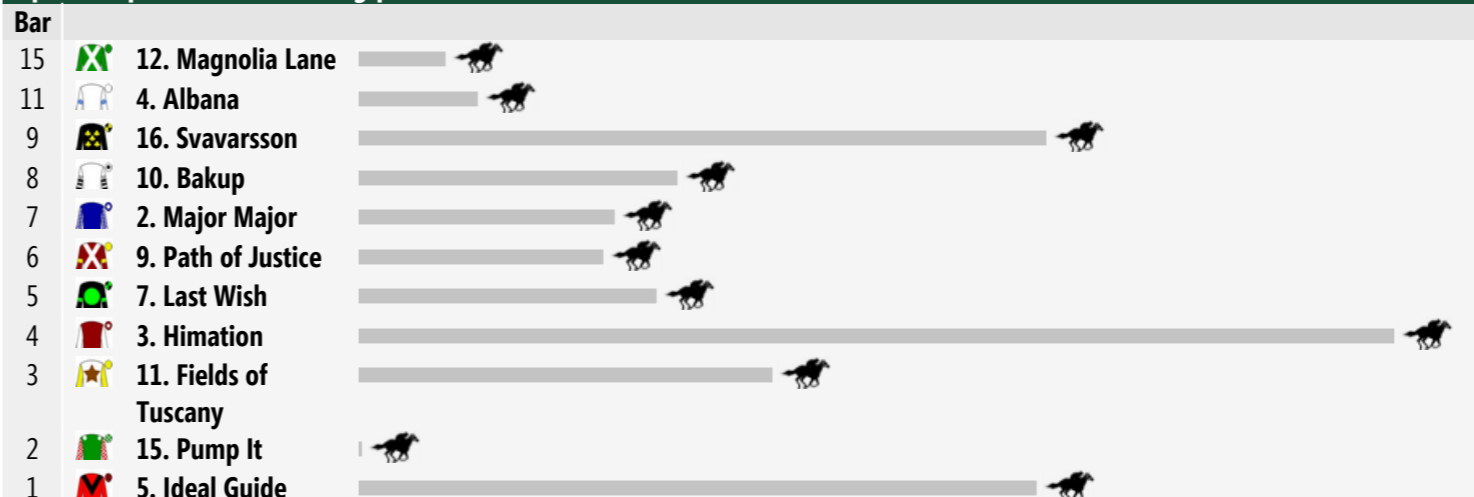 Bar
15 12. Magnolia Lane
11 4. Albana
9 16. Svavarsson
8 10. Bakup
7 2. Major Major
6 9. Path of Justice
5 7. Last Wish
4 3. Himation
3 11. Fields of
Tuscany
2 15. Pump It
1 5. Ideal Guide